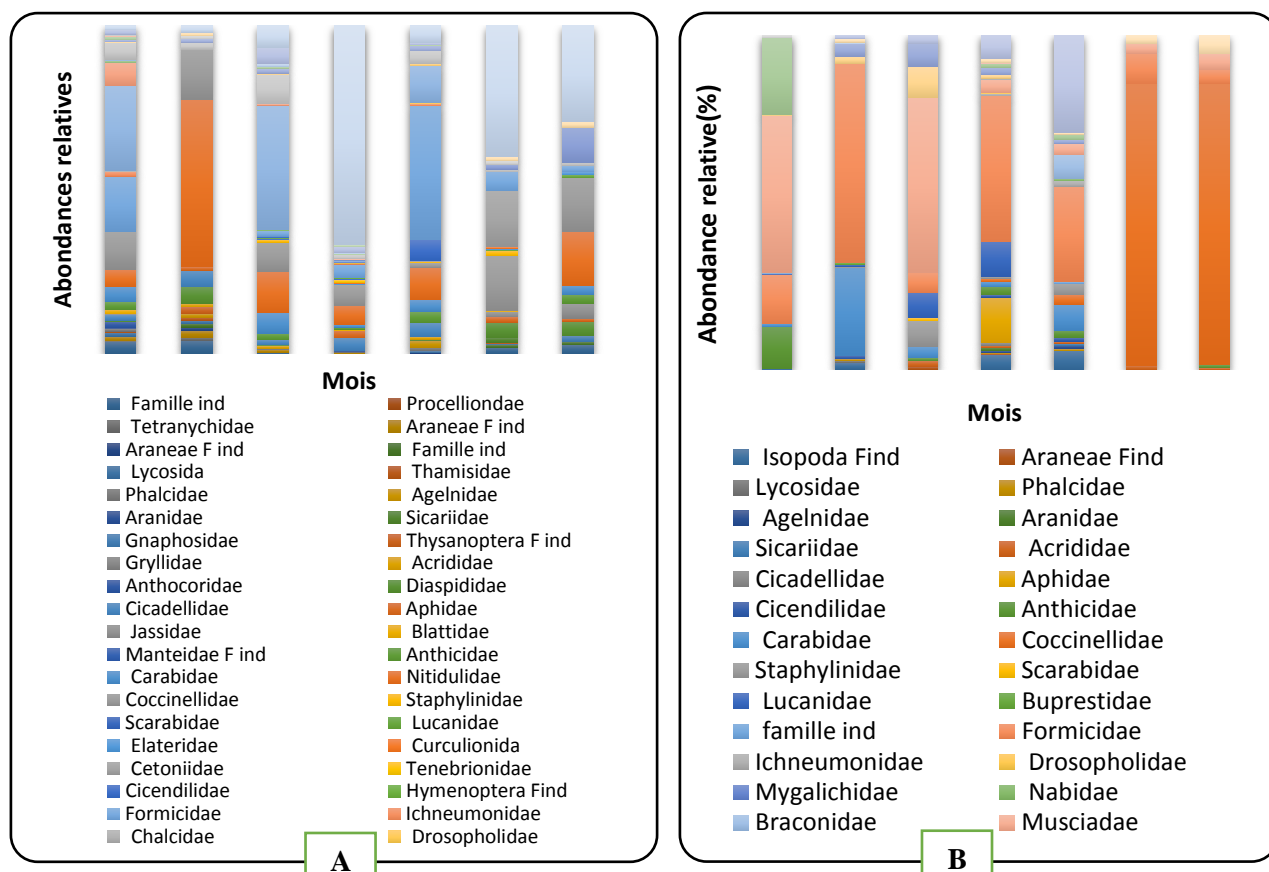 Abondances relatives
Mois
Famille ind Procelliondae
Tetranychidae Araneae F ind
Araneae F ind Famille ind
Lycosida Thamisidae
Phalcidae Agelnidae
Aranidae Sicariidae
Gnaphosidae Thysanoptera F ind
Gryllidae Acrididae
Anthocoridae Diaspididae
Cicadellidae Aphidae
Jassidae Blattidae
Manteidae F ind Anthicidae
Carabidae Nitidulidae
Coccinellidae Staphylinidae
Scarabidae Lucanidae
Elateridae Curculionida
Cetoniidae Tenebrionidae
Cicendilidae Hymenoptera Find
Formicidae Ichneumonidae
Chalcidae Drosopholidae
A
Abondance relative(%)
Mois
Isopoda Find Araneae Find
Lycosidae Phalcidae
Agelnidae Aranidae
Sicariidae Acrididae
Cicadellidae Aphidae
Cicendilidae Anthicidae
Carabidae Coccinellidae
Staphylinidae Scarabidae
Lucanidae Buprestidae
famille ind Formicidae
Ichneumonidae Drosopholidae
Mygalichidae Nabidae
Braconidae Musciadae
B